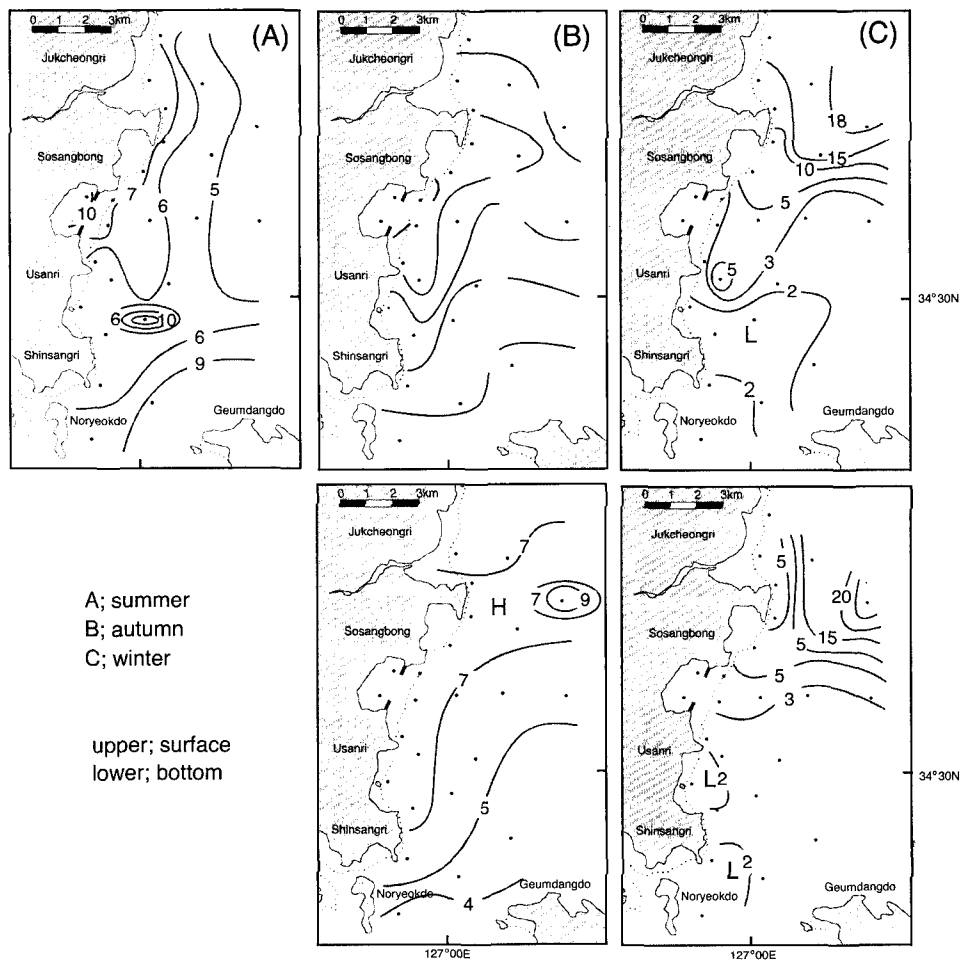 0 1 2 3km
(A)
Jukcheongri
Sosangbong
7
5
10
6
Usanri
6
10
6
Shinsangri
9
Noryeokdo
Geumdangdo
0 1 2 3km
(B)
Jukcheongri
Sosangbong
Usanri
Shinsangri
Noryeokdo
Geumdangdo
0 1 2 3km
(C)
Jukcheongri
18
15
Sosangbong
10
5
3
Usanri
5
2
34°30N
L
Shinsangri
2
Noryeokdo
Geumdangdo
A; summer
B; autumn
C; winter
upper; surface
lower; bottom
0 1 2 3km
Jukcheongri
7
H
7
9
Sosangbong
7
Usanri
5
Shinsangri
Noryeokdo
Geumdangdo
4
127°00E
0 1 2 3km
Jukcheongri
5
20
Sosangbong
15
5
5
3
Usanri
L2
34°30N
Shinsangri
L2
Noryeokdo
Geumdangdo
127°00E